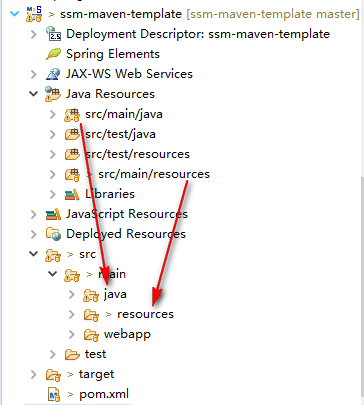 > ssm-maven-template [ssm-maven-template master]
Deployment Descriptor: ssm-maven-template
Spring Elements
JAX-WS Web Services
Java Resources
src/main/java
src/test/java
src/test/resources
> src/main/resources
Libraries
JavaScript Resources
Deployed Resources
> src
> main
java
> resources
webapp
test
> target
> pom.xml